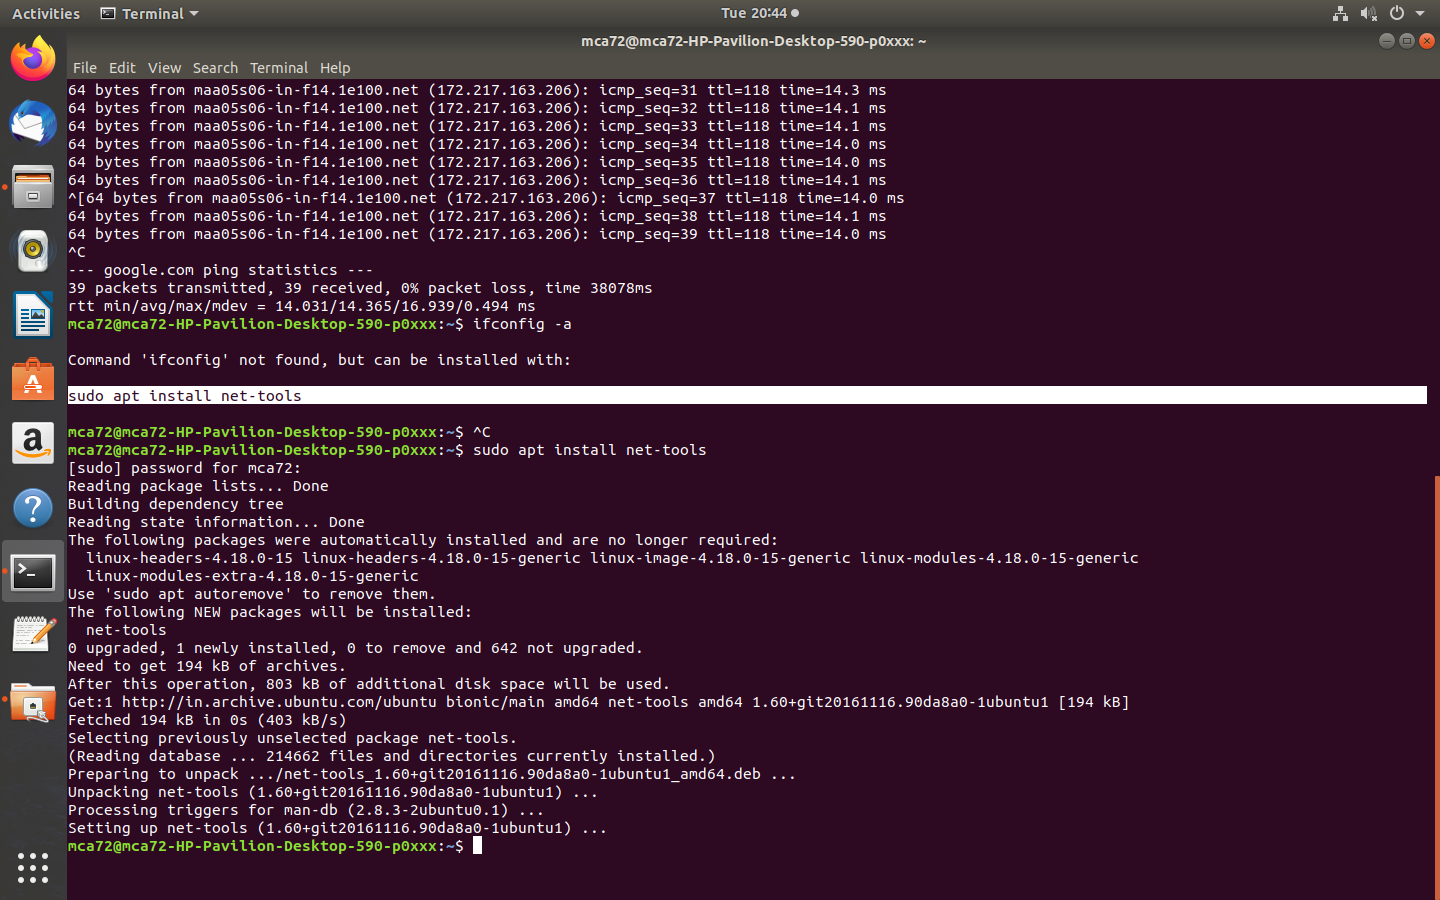 Activities Terminal Tue 20:44
mca72@mca72-HP-Pavilion-Desktop-590-p0xxx: ~
File Edit View Search Terminal Help
64 bytes from maa05s06-in-f14.1e100.net (172.217.163.206): icmp_seq=31 ttl=118 time=14.3 ms
64 bytes from maa05s06-in-f14.1e100.net (172.217.163.206): icmp_seq=32 ttl=118 time=14.1 ms
64 bytes from maa05s06-in-f14.1e100.net (172.217.163.206): icmp_seq=33 ttl=118 time=14.1 ms
64 bytes from maa05s06-in-f14.1e100.net (172.217.163.206): icmp_seq=34 ttl=118 time=14.0 ms
64 bytes from maa05s06-in-f14.1e100.net (172.217.163.206): icmp_seq=35 ttl=118 time=14.0 ms
64 bytes from maa05s06-in-f14.1e100.net (172.217.163.206): icmp_seq=36 ttl=118 time=14.1 ms
^[64 bytes from maa05s06-in-f14.1e100.net (172.217.163.206): icmp_seq=37 ttl=118 time=14.0 ms
64 bytes from maa05s06-in-f14.1e100.net (172.217.163.206): icmp_seq=38 ttl=118 time=14.1 ms
64 bytes from maa05s06-in-f14.1e100.net (172.217.163.206): icmp_seq=39 ttl=118 time=14.0 ms
^C
--- google.com ping statistics ---
39 packets transmitted, 39 received, 0% packet loss, time 38078ms
rtt min/avg/max/mdev = 14.031/14.365/16.939/0.494 ms
mca72@mca72-HP-Pavilion-Desktop-590-p0xxx:~$ ifconfig -a
Command 'ifconfig' not found, but can be installed with:
sudo apt install net-tools
mca72@mca72-HP-Pavilion-Desktop-590-p0xxx:~$ ^C
mca72@mca72-HP-Pavilion-Desktop-590-p0xxx:~$ sudo apt install net-tools
[sudo] password for mca72:
Reading package lists... Done
Building dependency tree
Reading state information... Done
The following packages were automatically installed and are no longer required:
  linux-headers-4.18.0-15 linux-headers-4.18.0-15-generic linux-image-4.18.0-15-generic linux-modules-4.18.0-15-generic
  linux-modules-extra-4.18.0-15-generic
Use 'sudo apt autoremove' to remove them.
The following NEW packages will be installed:
  net-tools
0 upgraded, 1 newly installed, 0 to remove and 642 not upgraded.
Need to get 194 kB of archives.
After this operation, 803 kB of additional disk space will be used.
Get:1 http://in.archive.ubuntu.com/ubuntu bionic/main amd64 net-tools amd64 1.60+git20161116.90da8a0-1ubuntu1 [194 kB]
Fetched 194 kB in 0s (403 kB/s)
Selecting previously unselected package net-tools.
(Reading database ... 214662 files and directories currently installed.)
Preparing to unpack .../net-tools_1.60+git20161116.90da8a0-1ubuntu1_amd64.deb ...
Unpacking net-tools (1.60+git20161116.90da8a0-1ubuntu1) ...
Processing triggers for man-db (2.8.3-2ubuntu0.1) ...
Setting up net-tools (1.60+git20161116.90da8a0-1ubuntu1) ...
mca72@mca72-HP-Pavilion-Desktop-590-p0xxx:~$